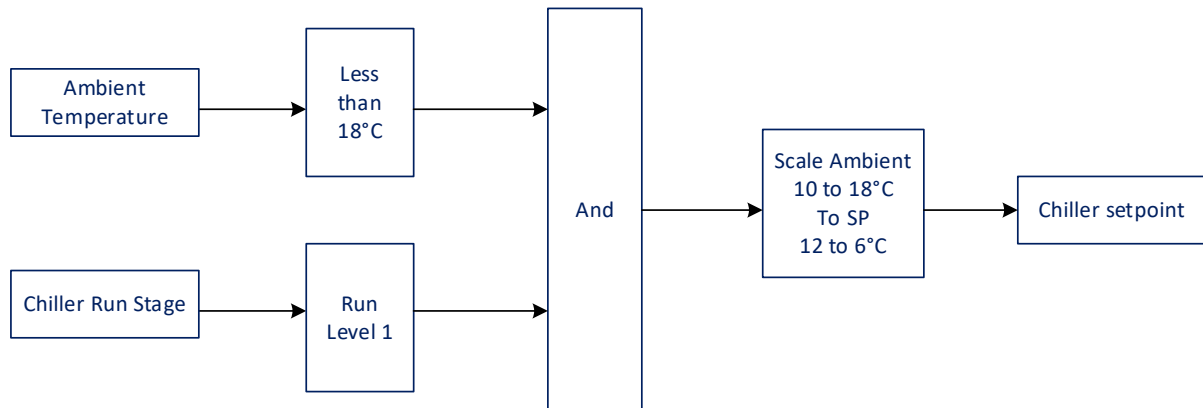 Ambient
Temperature
Less
than
18°C
Chiller Run Stage
Run
Level 1
And
Scale Ambient
10 to 18°C
To SP
12 to 6°C
Chiller setpoint